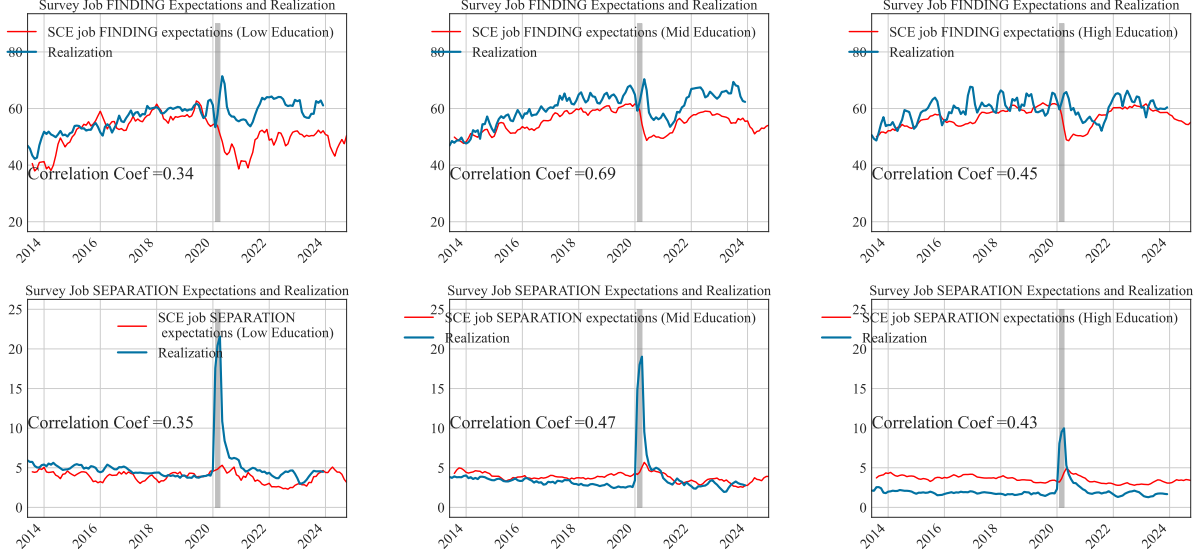 Survey Job FINDING Expectations and Realization
SCE job FINDING expectations (Low Education)
Realization
80
60
40
20
Correlation Coef =0.34
2014
2016
2018
2020
2022
2024
Survey Job FINDING Expectations and Realization
SCE job FINDING expectations (Mid Education)
Realization
80
60
40
20
Correlation Coef =0.69
2014
2016
2018
2020
2022
2024
Survey Job FINDING Expectations and Realization
SCE job FINDING expectations (High Education)
Realization
80
60
40
20
Correlation Coef =0.45
2014
2016
2018
2020
2022
2024
Survey Job SEPARATION Expectations and Realization
SCE job SEPARATION
expectations (Low Education)
Realization
25
20
15
10
5
0
Correlation Coef =0.35
2014
2016
2018
2020
2022
2024
Survey Job SEPARATION Expectations and Realization
SCE job SEPARATION expectations (Mid Education)
Realization
25
20
15
10
5
0
Correlation Coef =0.47
2014
2016
2018
2020
2022
2024
Survey Job SEPARATION Expectations and Realization
SCE job SEPARATION expectations (High Education)
Realization
25
20
15
10
5
0
Correlation Coef =0.43
2014
2016
2018
2020
2022
2024